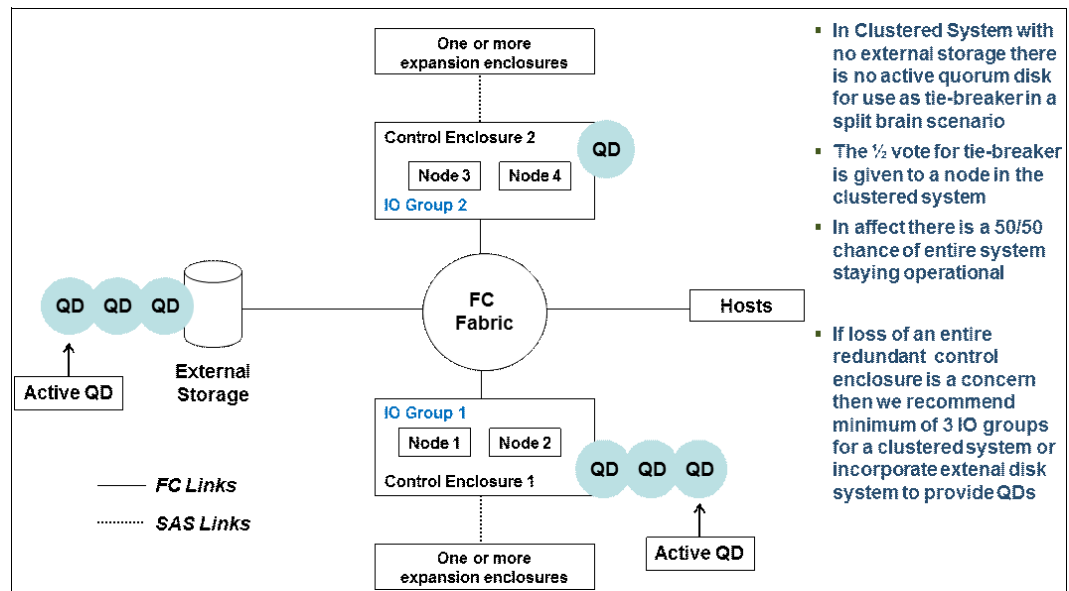 One or more
expansion enclosures
Control Enclosure 2
QD
Node 3
Node 4
IO Group 2
QD
QD
QD
FC
Fabric
Hosts
Active QD
External
Storage
IO Group 1
Node 1
Node 2
QD
QD
QD
Control Enclosure 1
FC Links
SAS Links
One or more
expansion enclosures
Active QD
▪ In Clustered System with
no external storage there
is no active quorum disk
for use as tie-breaker in a
split brain scenario
▪ The ½ vote for tie-breaker
is given to a node in the
clustered system
▪ In affect there is a 50/50
chance of entire system
staying operational
▪ If loss of an entire
redundant control
enclosure is a concern
then we recommend
minimum of 3 IO groups
for a clustered system or
incorporate extenal disk
system to provide QDs